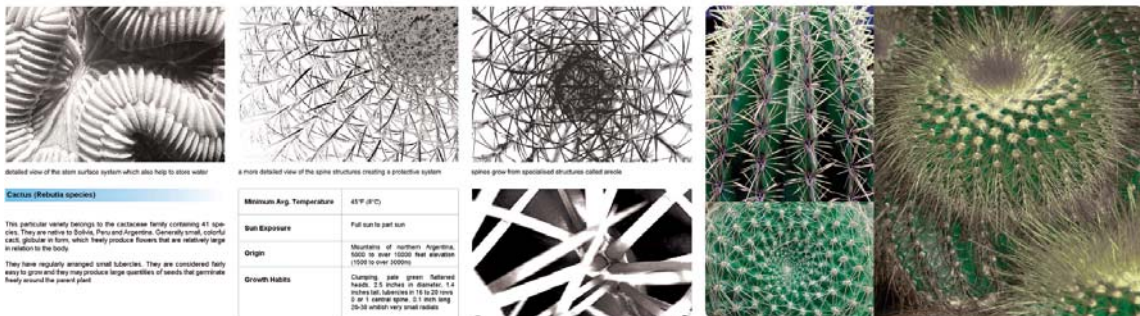 detailed view of the stem surface system which also help to store water
a more detailed view of the spine structures creating a protective system
spines grow from specialised structures called areole
Cactus (Rebutia species)
This particular variety belongs to the cactaceae family containing 41 spe-
cies. They are native to Bolivia, Peru and Argentina. Generally small, colorful
cacti, globular in form, which freely produce flowers that are relatively large
in relation to the body.
They have regularly arranged small tubercles. They are considered fairly
easy to grow and they may produce large quantities of seeds that germinate
freely around the parent plant
Minimum Avg. Temperature
Sun Exposure
Full sun to part sun
Origin
Mountains of northern Argentina,
5000 to over 10000 feet elevation
(1500 to over 3000m)
Growth Habits
Clumping, pale green flattened
heads, 2.5 inches in diameter, 1.4
inches tall, tubercles in 16 to 20 rows
0 or 1 central spine, 0.1 inch long
whitish very small radials